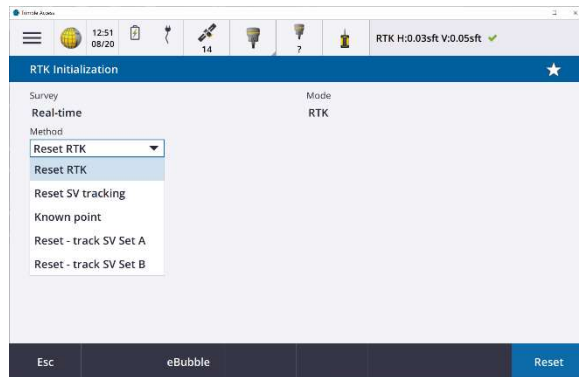 Trimble Access
12:51
08/20
14
?
RTK H:0.03sft V:0.05sft
RTK Initialization
Survey
Real-time
Mode
RTK
Method
Reset RTK
Reset RTK
Reset SV tracking
Known point
Reset - track SV Set A
Reset - track SV Set B
Esc
eBubble
Reset